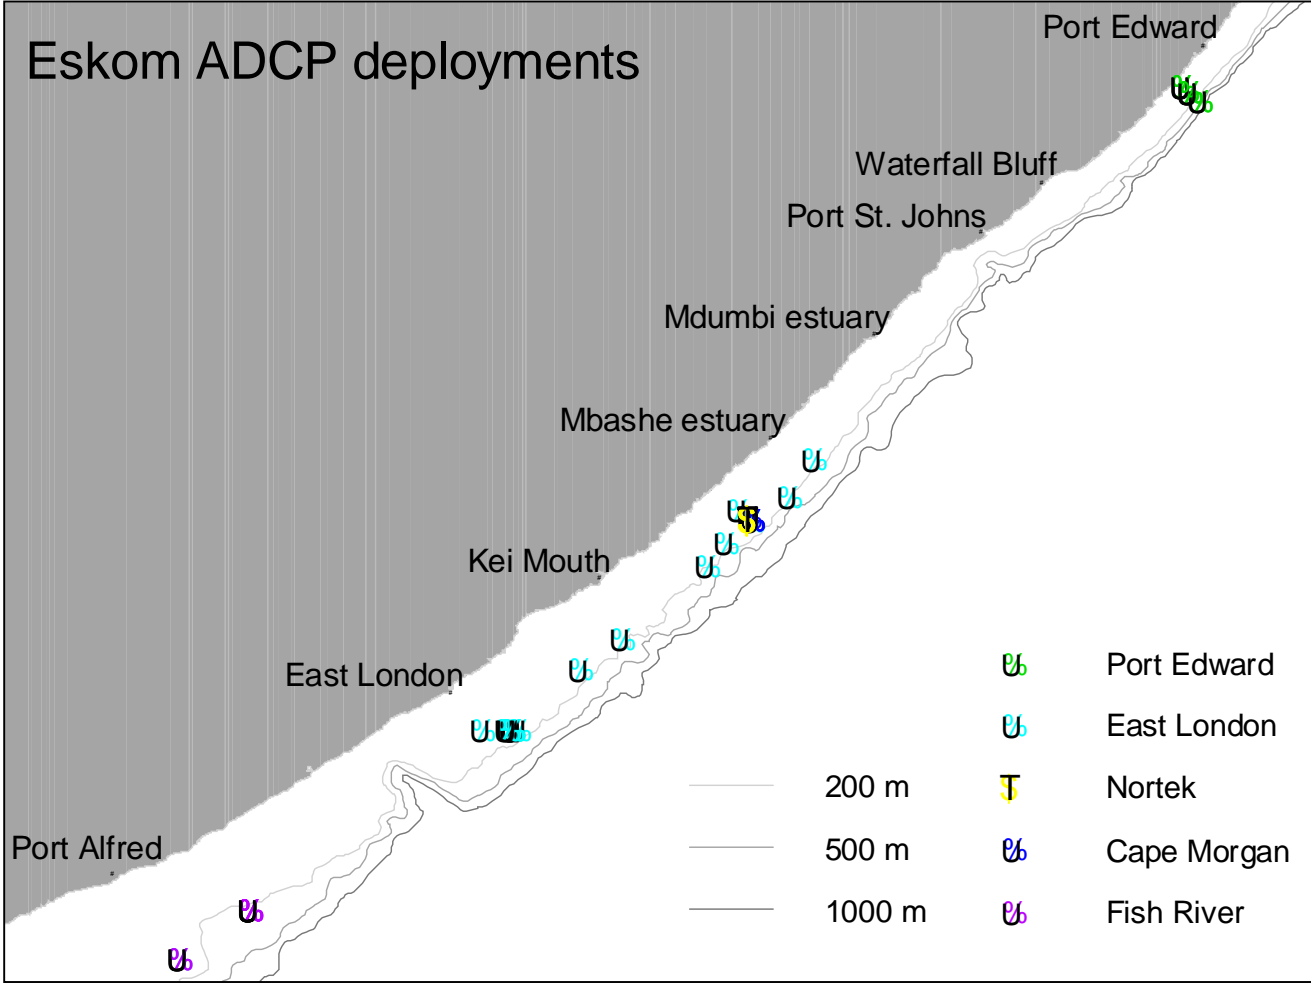 Port Edward
Eskom ADCP deployments
Waterfall Bluff
Port St. Johns
Mdumbi estuary
Mbashe estuary
Kei Mouth
East London
Port Alfred
Port Edward
East London
200 m
Nortek
500 m
Cape Morgan
1000 m
Fish River